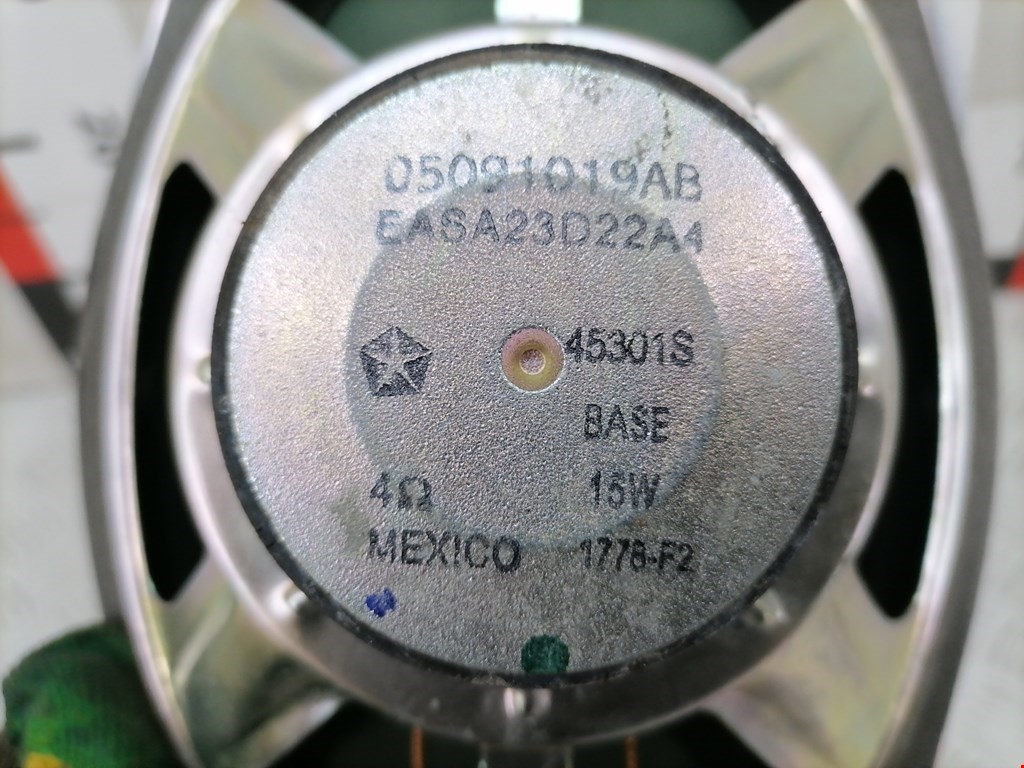 05091019AB
EASA23D22A4
45301S
BASE
4Ω 15W
MEXICO 1778-F2